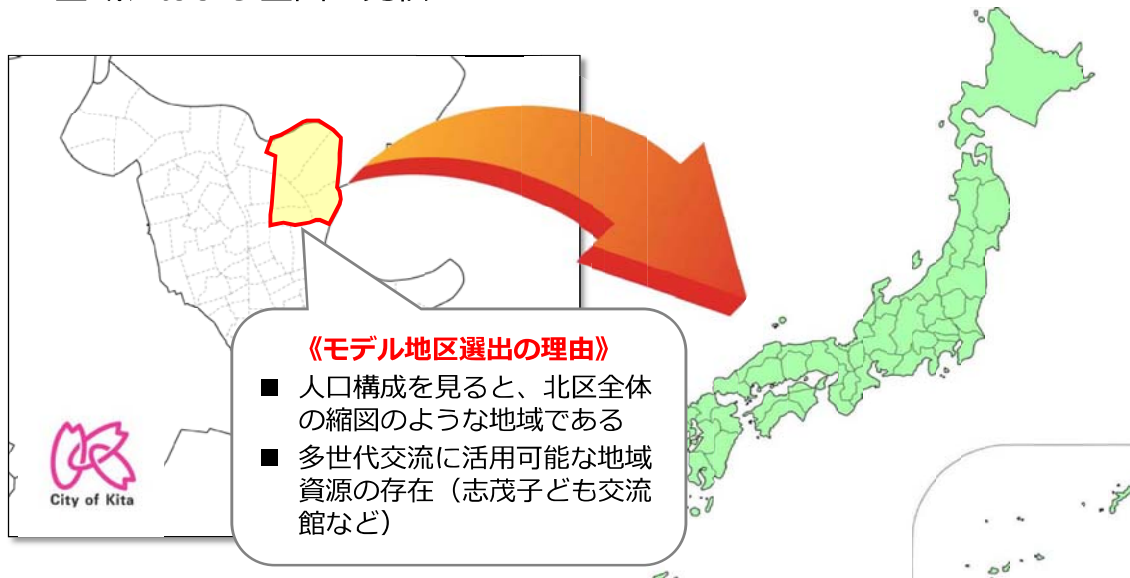 《モデル地区選出の理由》
■ 人口構成を見ると、北区全体
の縮図のような地域である
■ 多世代交流に活用可能な地域
資源の存在(志茂子ども交流
館など)
City of Kita